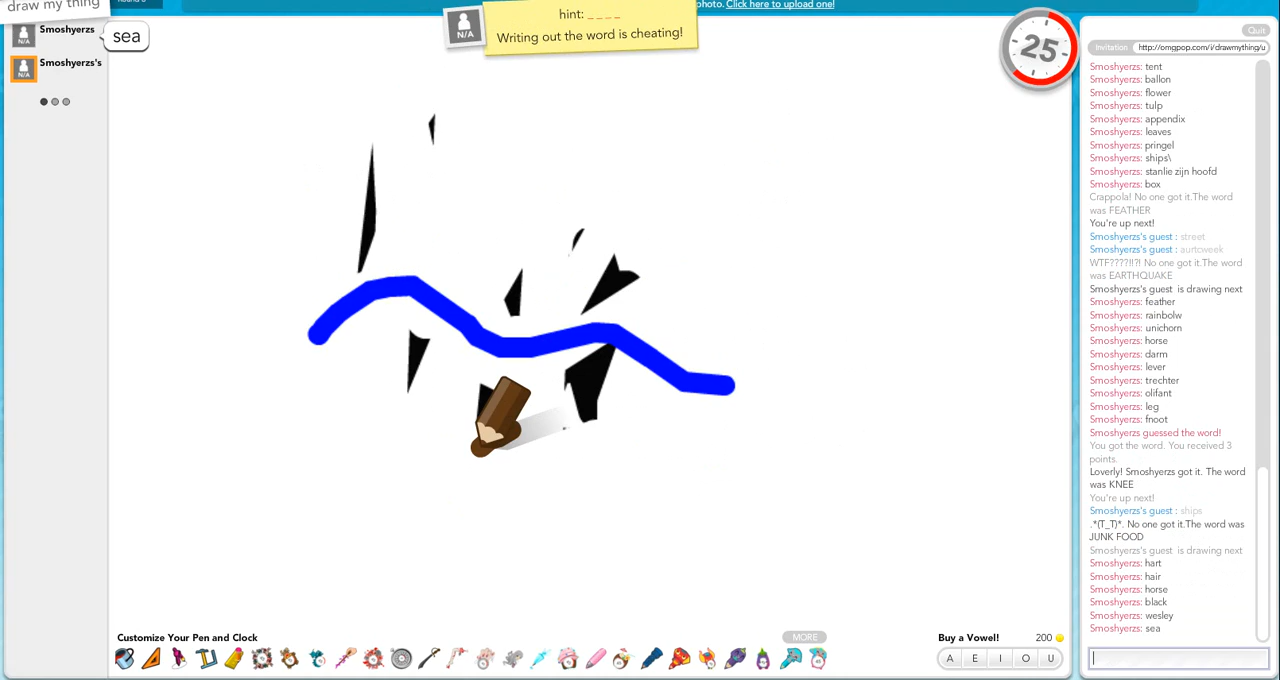 draw my thing
photo. Click here to upload one!
hint: _ _ _ _
Writing out the word is cheating!
N/A
Smoshyerzs
N/A
sea
Smoshyerzs's
N/A
25
Quit
Invitation http://omgpop.com/i/drawmything/u
Smoshyerzs: tent
Smoshyerzs: ballon
Smoshyerzs: flower
Smoshyerzs: tulp
Smoshyerzs: appendix
Smoshyerzs: leaves
Smoshyerzs: pringel
Smoshyerzs: ships\
Smoshyerzs: stanlie zijn hoofd
Smoshyerzs: box
Crappola! No one got it.The word
was FEATHER
You're up next!
Smoshyerzs's guest : street
Smoshyerzs's guest : aurtcweek
WTF????!!?! No one got it.The word
was EARTHQUAKE
Smoshyerzs's guest is drawing next
Smoshyerzs: feather
Smoshyerzs: rainbolw
Smoshyerzs: unichorn
Smoshyerzs: horse
Smoshyerzs: darm
Smoshyerzs: lever
Smoshyerzs: trechter
Smoshyerzs: olifant
Smoshyerzs: leg
Smoshyerzs: fnoot
Smoshyerzs guessed the word!
You got the word. You received 3
points.
Loverly! Smoshyerzs got it. The word
was KNEE
You're up next!
Smoshyerzs's guest : ships
.*(T_T)*. No one got it.The word was
JUNK FOOD
Smoshyerzs's guest is drawing next
Smoshyerzs: hart
Smoshyerzs: hair
Smoshyerzs: horse
Smoshyerzs: black
Smoshyerzs: wesley
Smoshyerzs: sea
Customize Your Pen and Clock
MORE
Buy a Vowel! 200
A E I O U